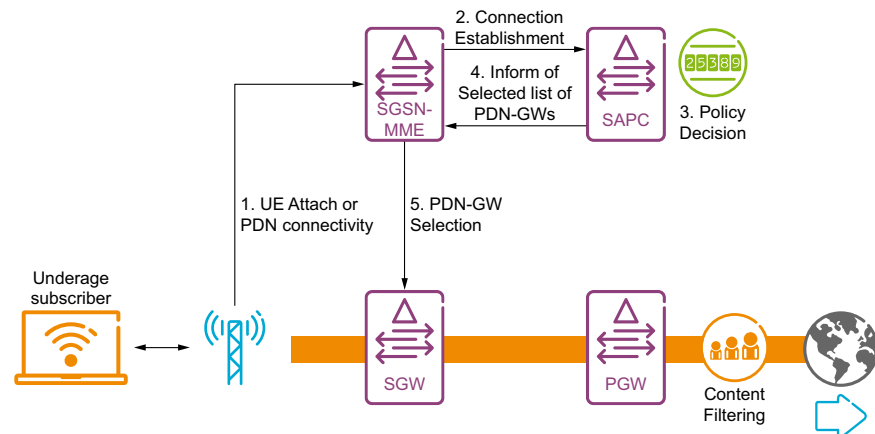 2. Connection
Establishment
4. Inform of
Selected list of
PDN-GWs
SGSN-
MME
SAPC
25389
3. Policy
Decision
1. UE Attach or
PDN connectivity
5. PDN-GW
Selection
Underage
subscriber
SGW
PGW
Content
Filtering